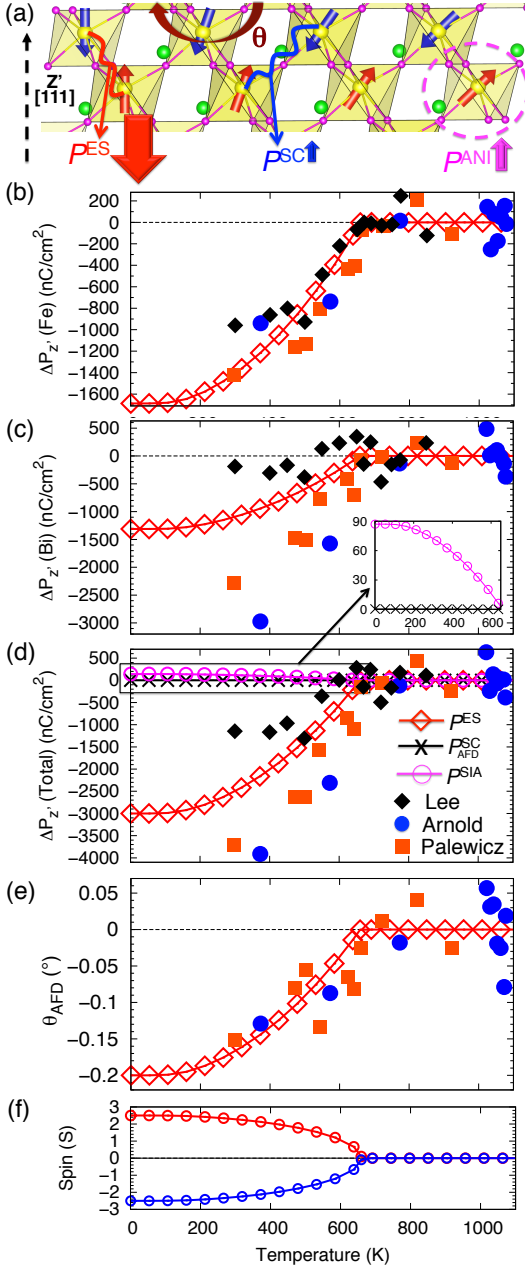 (a)
θ
Z'
[111]
P^ES
P^SC
P^ANI
(b)
200
0
−200
−400
−600
−800
−1000
−1200
−1400
−1600
ΔP_Z' (Fe) (nC/cm²)
(c)
500
0
−500
−1000
−1500
−2000
−2500
−3000
ΔP_Z' (Bi) (nC/cm²)
90
60
30
0
0 200 400 600
(d)
500
0
−500
−1000
−1500
−2000
−2500
−3000
−3500
−4000
ΔP_Z' (Total) (nC/cm²)
P^ES
P^SC_AFD
P^SIA
Lee
Arnold
Palewicz
(e)
0.05
0
−0.05
−0.1
−0.15
−0.2
θ_AFD (°)
(f)
3
2
1
0
−1
−2
−3
Spin (S)
0 200 400 600 800 1000
Temperature (K)